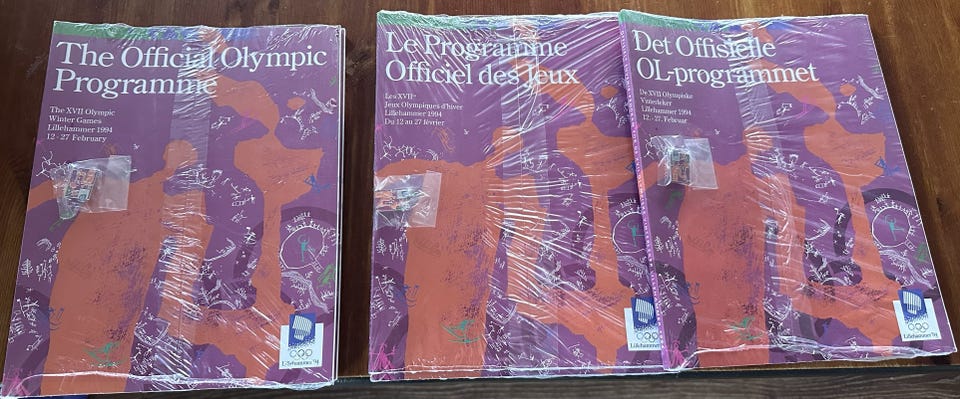 The Official Olympic
Programme
The XVII Olympic
Winter Games
Lillehammer 1994
12 - 27 February
Lillehammer '94
Le Programme
Officiel des Jeux
Les XVIIes
Jeux Olympiques d'hiver
Lillehammer 1994
Du 12 au 27 février
Lillehammer '94
Det Offisielle
OL-programmet
De XVII Olympiske
Vinterleker
Lillehammer 1994
12. - 27. Februar
Lillehammer '94